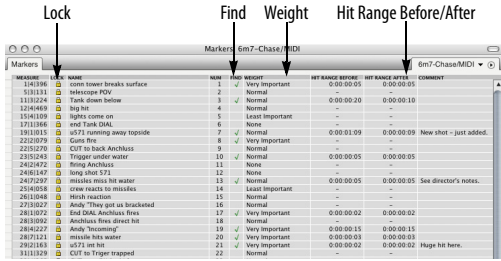 Lock Find Weight Hit Range Before/After
Markers: 6m7-Chase/MIDI
Markers 6m7-Chase/MIDI
MEASURE LOCK NAME NUM FIND WEIGHT HIT RANGE BEFORE HIT RANGE AFTER COMMENT
1|4|396 conn tower breaks surface 1 √ Very Important 0:00:00:05 0:00:00:05
5|3|131 telescope POV 2 Normal – –
11|3|224 Tank down below 3 √ Normal 0:00:00:20 0:00:00:10
12|4|469 big hit 4 Normal – –
15|4|109 lights come on 5 Least Important – –
17|1|366 end Tank DIAL 6 None – –
19|1|015 u571 running away topside 7 √ Normal 0:00:01:09 0:00:00:09 New shot – just added.
22|2|079 Guns fire 8 √ Very Important – –
22|5|270 CUT to back Anchluss 9 Normal – –
23|5|243 Trigger under water 10 √ Normal 0:00:00:05 0:00:00:05
24|2|472 firing Anchluss 11 None – –
24|6|147 long shot 571 12 None – –
24|7|297 missles miss hit water 13 √ Normal 0:00:00:05 0:00:00:05 See director's notes.
25|4|058 crew reacts to missiles 14 Least Important – –
26|1|048 Hirsh reaction 15 Normal – –
27|3|027 Andy "They got us bracketed 16 Normal – –
28|1|072 End DIAL Anchluss fires 17 √ Very Important 0:00:00:02 0:00:00:02
28|3|092 Anchluss fires direct hit 18 Normal – –
28|4|227 Andy "Incoming" 19 √ Very Important 0:00:00:15 0:00:00:15
28|7|121 missile hits water 20 √ Very Important 0:00:00:03 0:00:00:03
29|2|163 u571 int hit 21 √ Very Important 0:00:00:02 0:00:00:02 Huge hit here.
31|1|329 CUT to Triger trapped 22 Normal – –